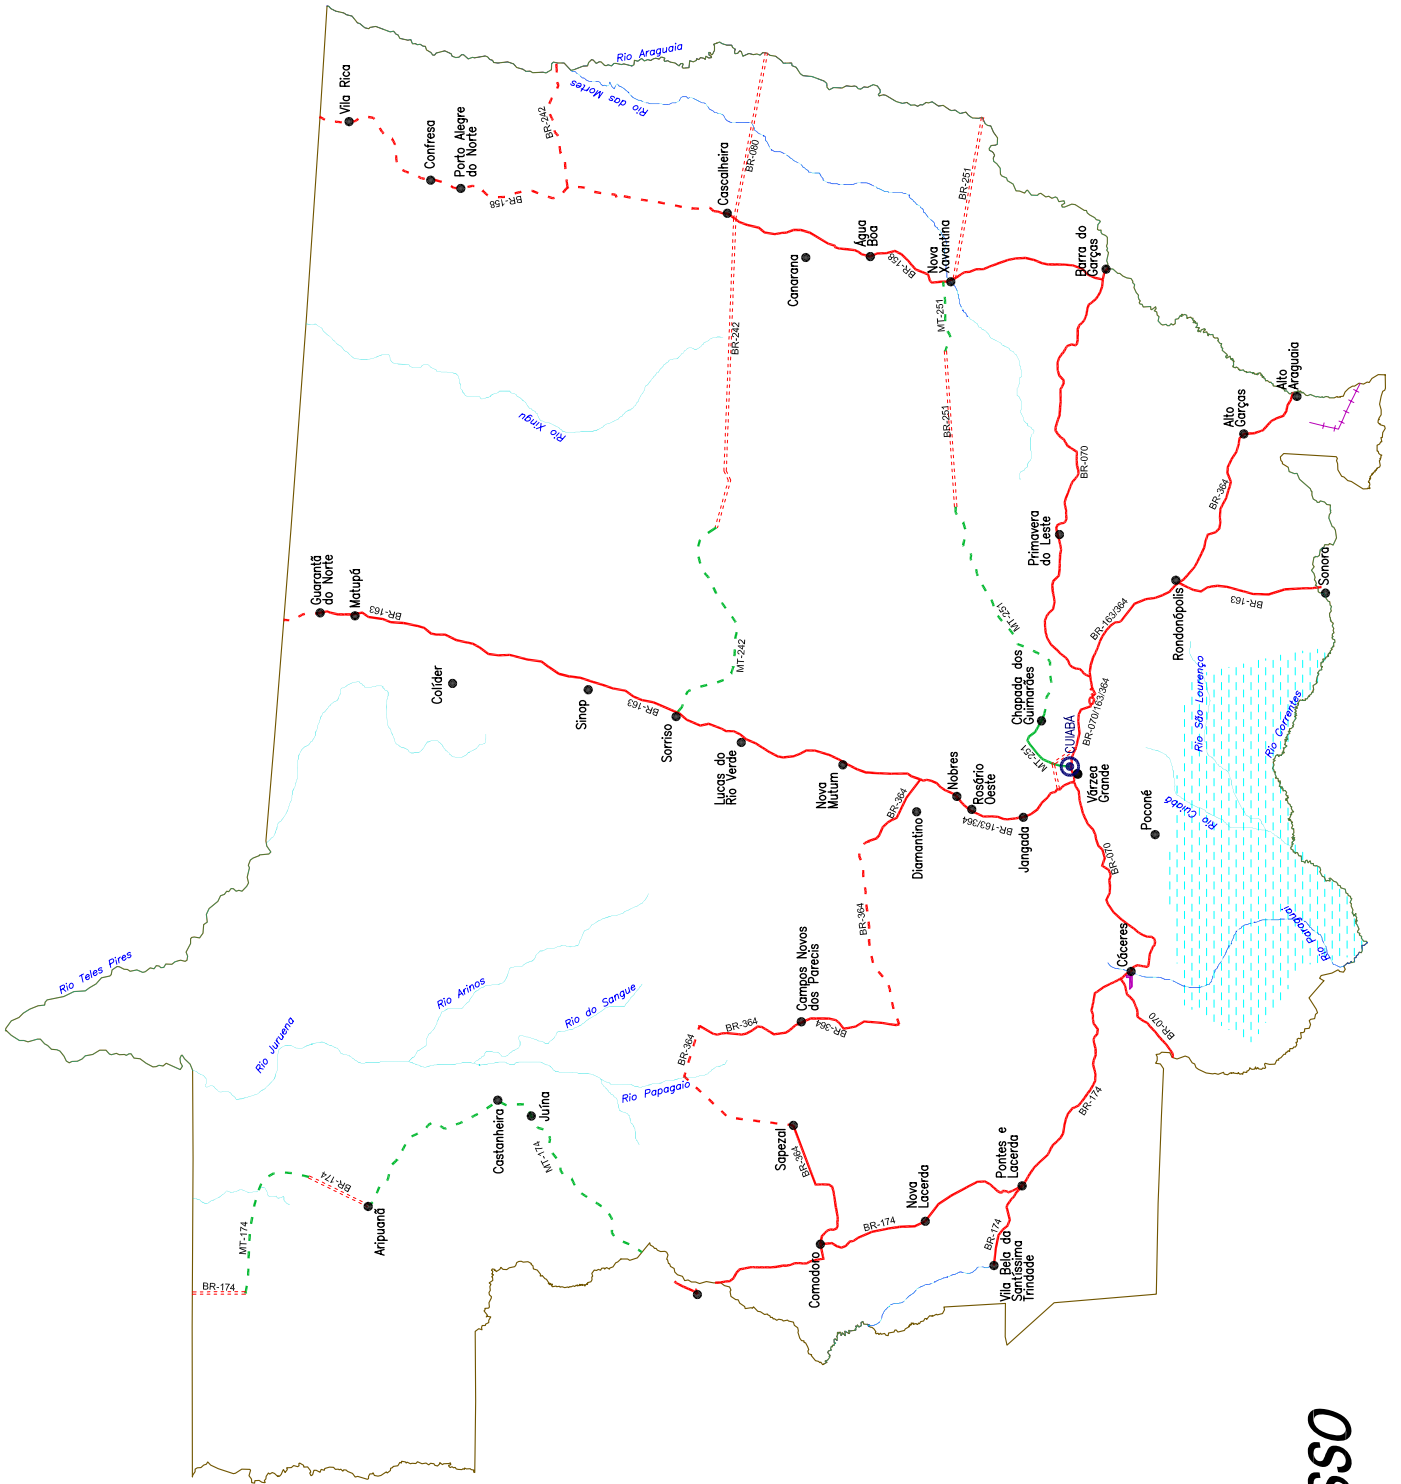 Rio Araguaia
Vila Rica
Rio das Mortes
BR-242
Confresa
Porto Alegre
do Norte
BR-158
Cascalheira
BR-080
BR-251
Canarana
Água
Boa
BR-158
Nova
Xavantina
Barra do
Garças
MT-251
BR-242
Rio Xingu
BR-251
Alto
Araguaia
Alto
Garças
BR-070
BR-364
Primavera
do Leste
Guarantã
do Norte
Matupá
BR-163
Sonora
BR-163
Rondonópolis
BR-163/364
MT-251
MT-242
Colíder
Sinop
BR-163
Sorriso
Chapada dos
Guimarães
Rio São Lourenço
Rio Correntes
BR-070/163/364
CUIABÁ
MT-251
Lucas do
Rio Verde
Nova
Mutum
Nobres
Rosário
Oeste
Várzea
Grande
BR-364
Diamantino
BR-163/364
Jangada
Poconé
Rio Cuiabá
BR-070
BR-364
Rio Teles Pires
Rio Arinos
Rio do Sangue
Campos Novos
dos Parecis
Cáceres
Rio Paraguai
BR-364
BR-364
BR-070
Rio Juruena
BR-364
Rio Papagaio
Castanheira
Juína
MT-174
Sapezal
BR-364
BR-174
Pontes e
Lacerda
BR-174
Aripuanã
Nova
Lacerda
BR-174
MT-174
BR-174
Comodoro
BR-174
Vila Bela da
Santíssima
Trindade
SSO